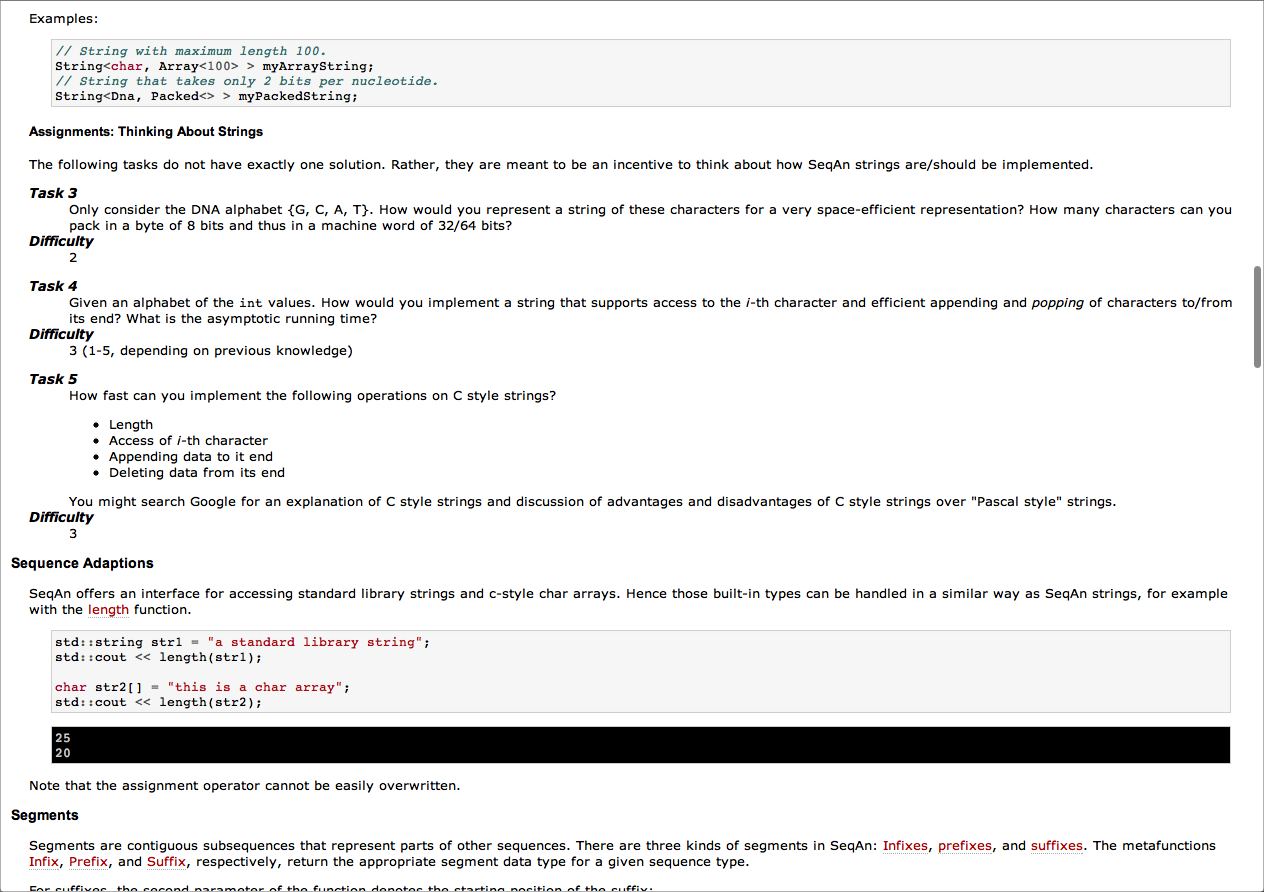 Examples:
// String with maximum length 100.
String<char, Array<100> > myArrayString;
// String that takes only 2 bits per nucleotide.
String<Dna, Packed<> > myPackedString;
Assignments: Thinking About Strings
The following tasks do not have exactly one solution. Rather, they are meant to be an incentive to think about how SeqAn strings are/should be implemented.
Task 3
Only consider the DNA alphabet {G, C, A, T}. How would you represent a string of these characters for a very space-efficient representation? How many characters can you
pack in a byte of 8 bits and thus in a machine word of 32/64 bits?
Difficulty
2
Task 4
Given an alphabet of the int values. How would you implement a string that supports access to the i-th character and efficient appending and popping of characters to/from
its end? What is the asymptotic running time?
Difficulty
3 (1-5, depending on previous knowledge)
Task 5
How fast can you implement the following operations on C style strings?
• Length
• Access of i-th character
• Appending data to it end
• Deleting data from its end
You might search Google for an explanation of C style strings and discussion of advantages and disadvantages of C style strings over "Pascal style" strings.
Difficulty
3
Sequence Adaptions
SeqAn offers an interface for accessing standard library strings and c-style char arrays. Hence those built-in types can be handled in a similar way as SeqAn strings, for example
with the length function.
std::string str1 = "a standard library string";
std::cout << length(str1);
char str2[] = "this is a char array";
std::cout << length(str2);
25
20
Note that the assignment operator cannot be easily overwritten.
Segments
Segments are contiguous subsequences that represent parts of other sequences. There are three kinds of segments in SeqAn: Infixes, prefixes, and suffixes. The metafunctions
Infix, Prefix, and Suffix, respectively, return the appropriate segment data type for a given sequence type.
For suffixes, the second parameter of the function denotes the starting position of the suffix: